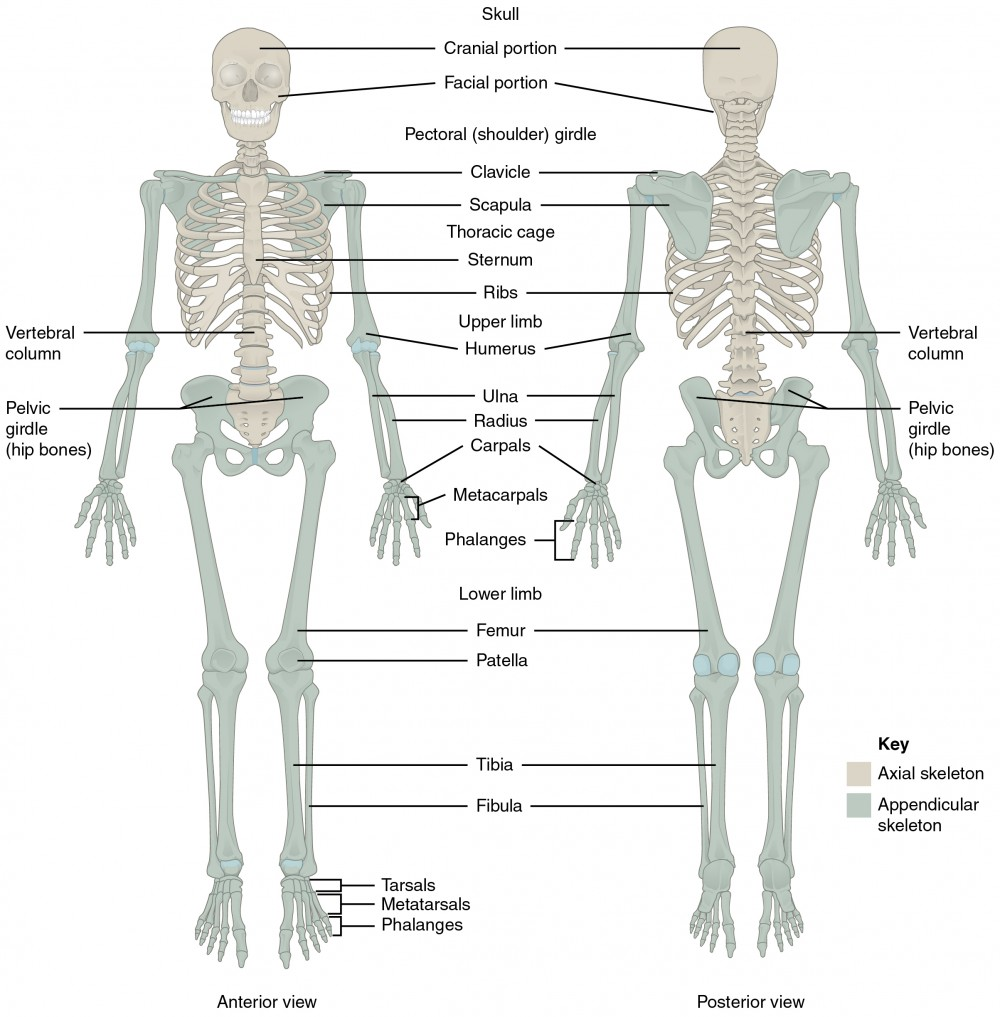 Skull
Cranial portion
Facial portion
Pectoral (shoulder) girdle
Clavicle
Scapula
Thoracic cage
Sternum
Ribs
Upper limb
Humerus
Vertebral
column
Vertebral
column
Ulna
Radius
Pelvic
girdle
(hip bones)
Pelvic
girdle
(hip bones)
Carpals
Metacarpals
Phalanges
Lower limb
Femur
Patella
Tibia
Fibula
Key
Axial skeleton
Appendicular
skeleton
Tarsals
Metatarsals
Phalanges
Anterior view
Posterior view